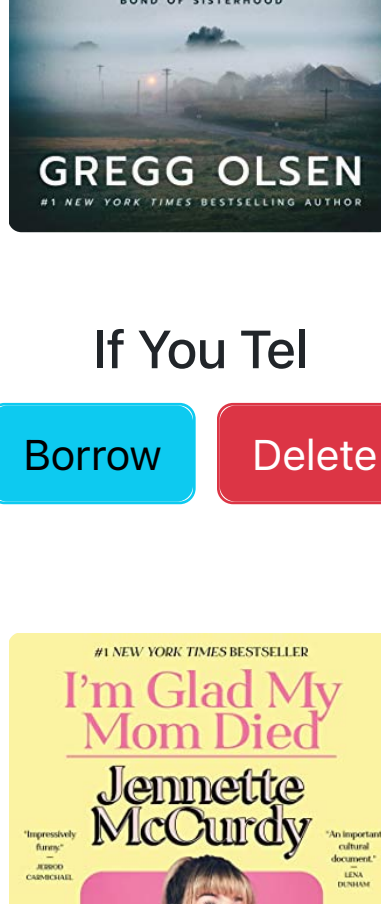 BOND OF SISTERHOOD
GREGG OLSEN
#1 NEW YORK TIMES BESTSELLING AUTHOR
If You Tel
Borrow
Delete
#1 NEW YORK TIMES BESTSELLER
I'm Glad My
Mom Died
Jennette
McCurdy
"Impressively
funny."
—
JERROD
CARMICHAEL
"An important
cultural
document."
—
LENA
DUNHAM